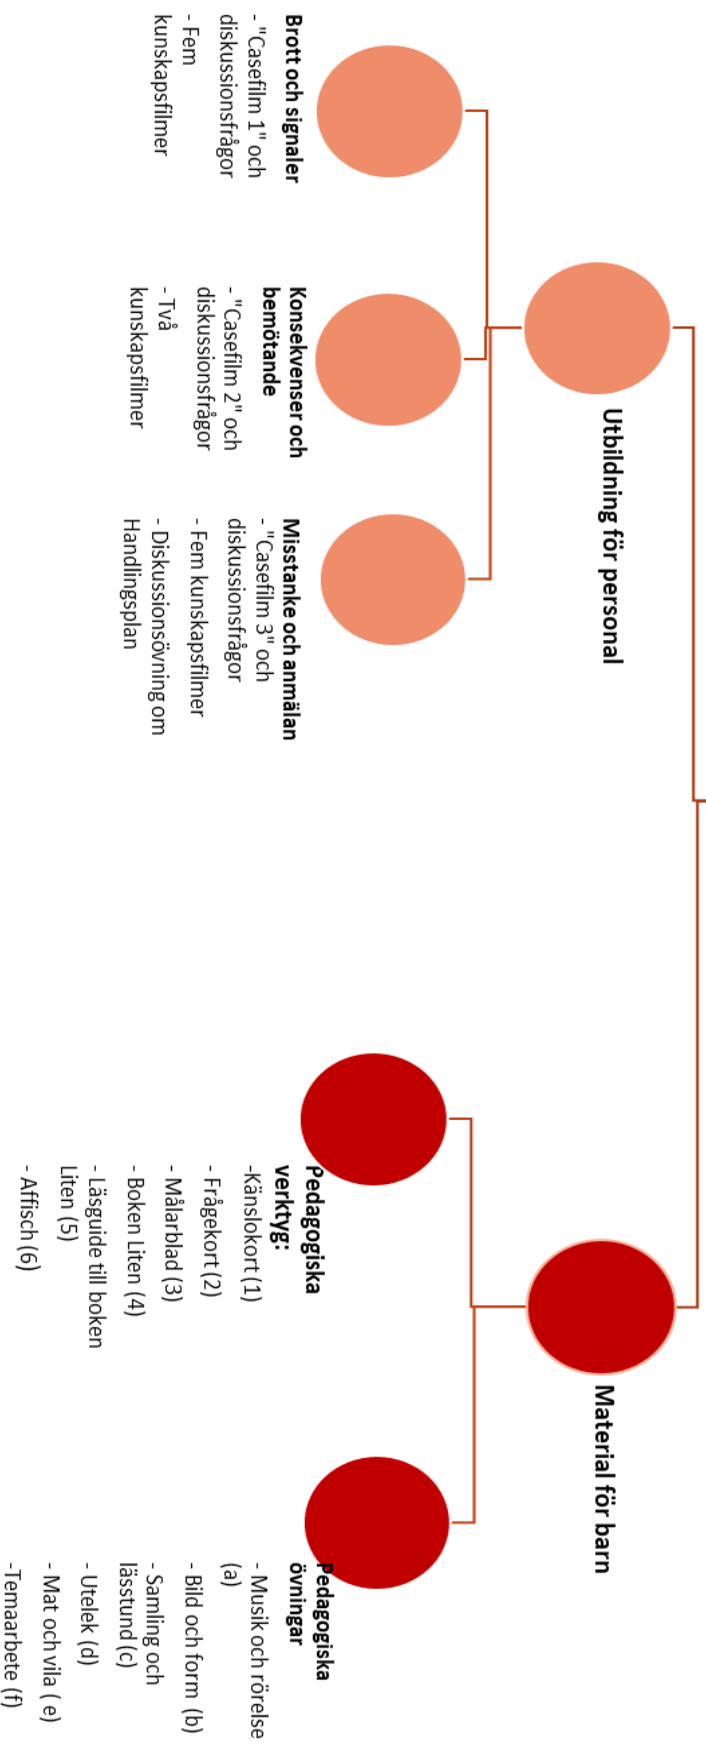 Utbildning för personal
Material för barn
Brott och signaler
- "Casefilm 1" och
diskussionsfrågor
- Fem
kunskapsfilmer
Konsekvenser och
bemötande
- "Casefilm 2" och
diskussionsfrågor
- Två
kunskapsfilmer
Misstanke och anmälan
- "Casefilm 3" och
diskussionsfrågor
- Fem kunskapsfilmer
- Diskussionsövning om
Handlingsplan
Pedagogiska
verktyg:
-Känslokort (1)
- Frågekort (2)
- Målarblad (3)
- Boken Liten (4)
- Läsguide till boken
Liten (5)
- Affisch (6)
Pedagogiska
övningar
- Musik och rörelse
(a)
- Bild och form (b)
- Samling och
lässtund (c)
- Utelek (d)
- Mat och vila ( e)
-Temaarbete (f)